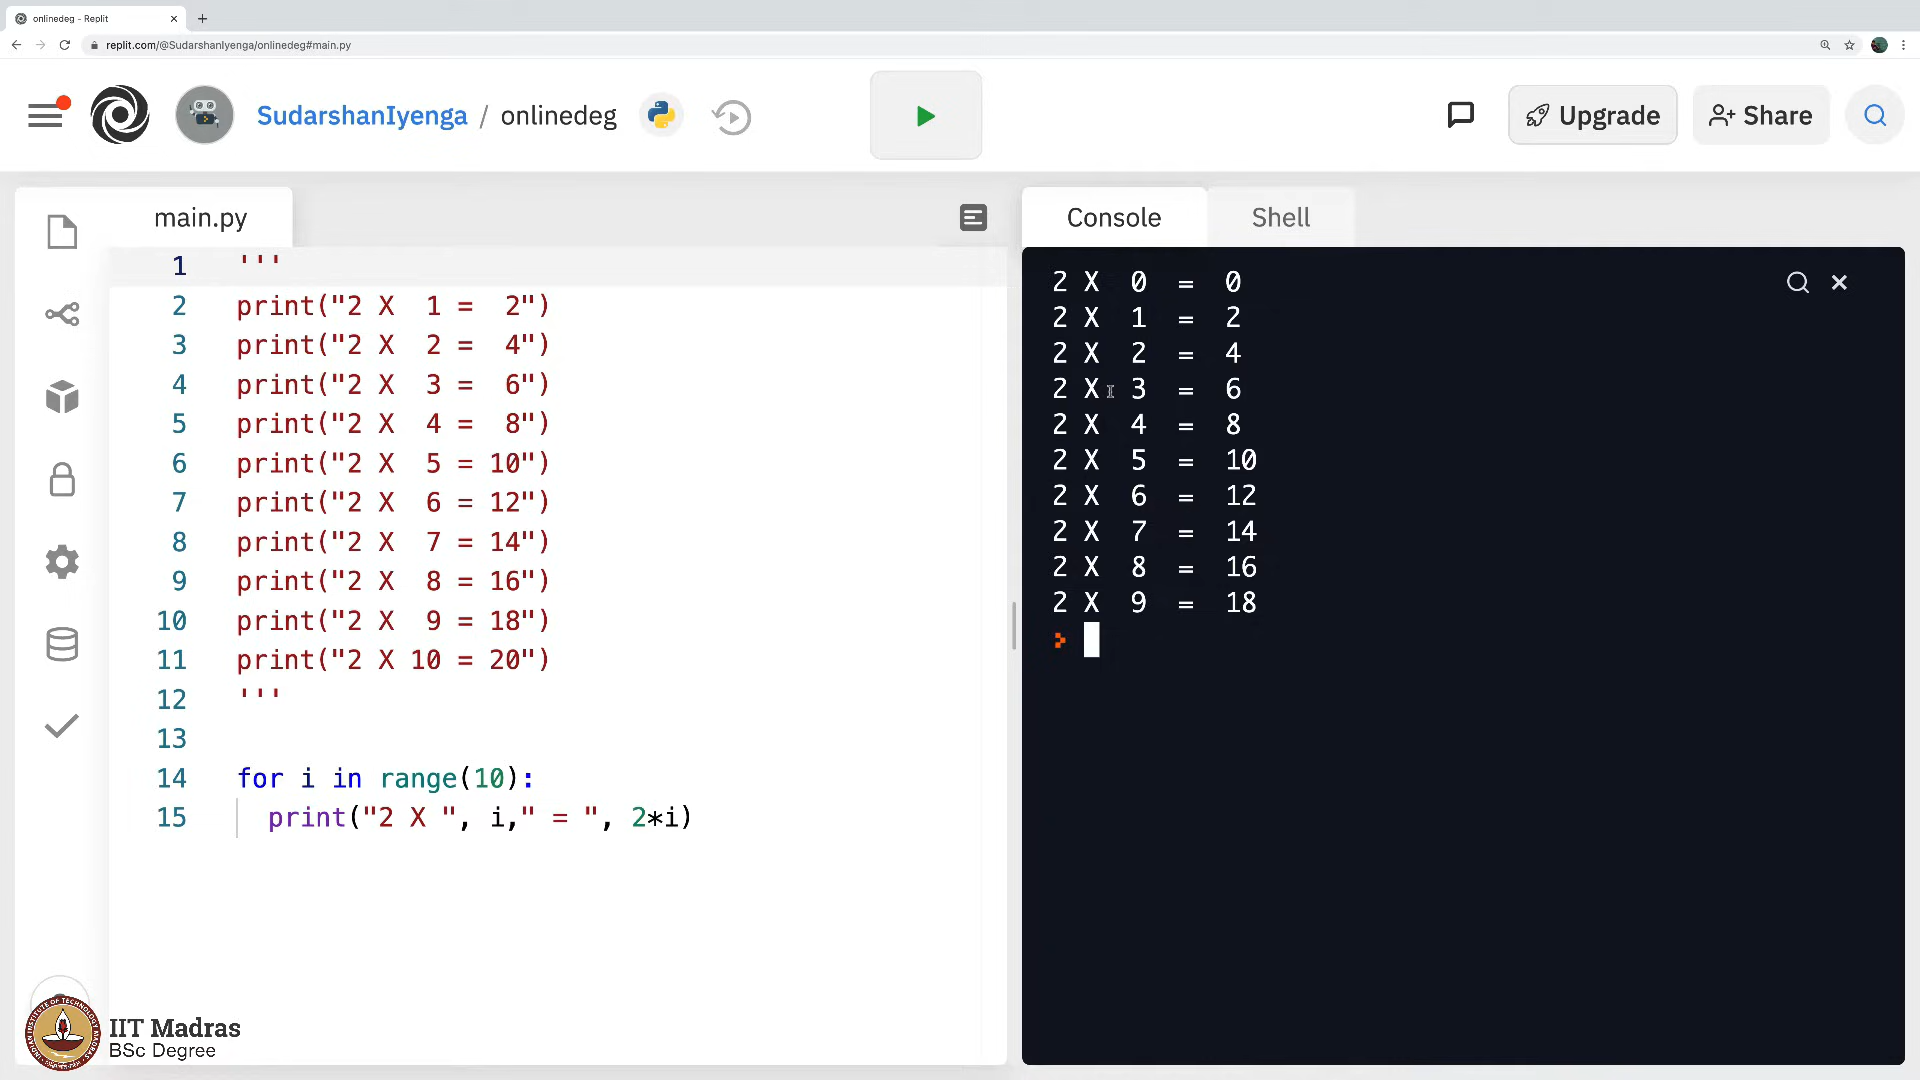 onlinedeg - Replit
replit.com/@SudarshanIyenga/onlinedeg#main.py
SudarshanIyenga / onlinedeg
Upgrade
Share
main.py
1 '''
2 print("2 X  1 =  2")
3 print("2 X  2 =  4")
4 print("2 X  3 =  6")
5 print("2 X  4 =  8")
6 print("2 X  5 = 10")
7 print("2 X  6 = 12")
8 print("2 X  7 = 14")
9 print("2 X  8 = 16")
10 print("2 X  9 = 18")
11 print("2 X 10 = 20")
12 '''
13
14 for i in range(10):
15   print("2 X ", i," = ", 2*i)
Console
Shell
2 X  0  =  0
2 X  1  =  2
2 X  2  =  4
2 X  3  =  6
2 X  4  =  8
2 X  5  =  10
2 X  6  =  12
2 X  7  =  14
2 X  8  =  16
2 X  9  =  18
IIT Madras
BSc Degree